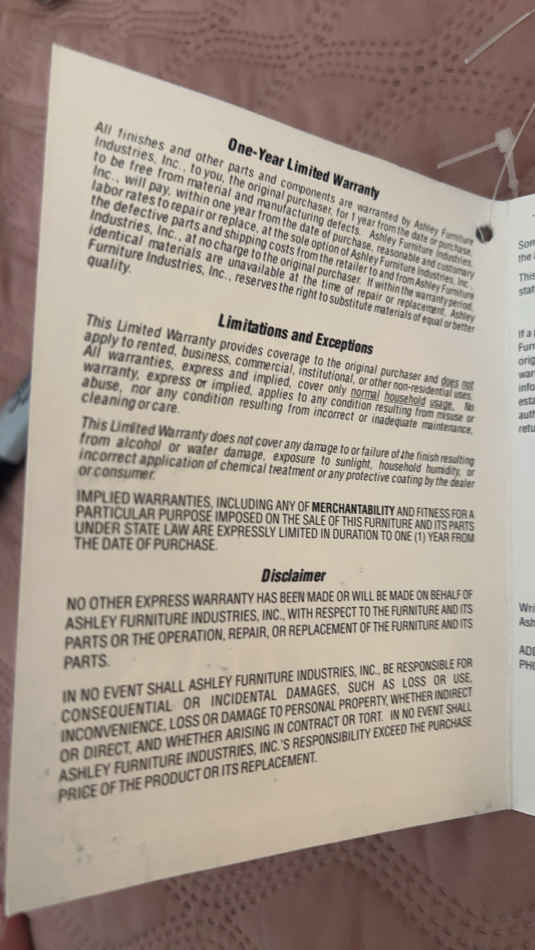 One-Year Limited Warranty
All finishes and other parts and components are warranted by Ashley Furniture
Industries, Inc., to you, the original purchaser, for 1 year from the date of purchase,
to be free from material and manufacturing defects. Ashley Furniture Industries,
Inc., will pay, within one year from the date of purchase, reasonable and customary
labor rates to repair or replace, at the sole option of Ashley Furniture Industries, Inc.,
the defective parts and shipping costs from the retailer to and from Ashley Furniture
Industries, Inc., at no charge to the original purchaser. If within the warranty period,
identical materials are unavailable at the time of repair or replacement, Ashley
Furniture Industries, Inc., reserves the right to substitute materials of equal or better
quality.
Limitations and Exceptions
This Limited Warranty provides coverage to the original purchaser and does not
apply to rented, business, commercial, institutional, or other non-residential uses.
All warranties, express and implied, cover only normal household usage. No
warranty, express or implied, applies to any condition resulting from misuse or
abuse, nor any condition resulting from incorrect or inadequate maintenance,
cleaning or care.
This Limited Warranty does not cover any damage to or failure of the finish resulting
from alcohol or water damage, exposure to sunlight, household humidity, or
incorrect application of chemical treatment or any protective coating by the dealer
or consumer.
IMPLIED WARRANTIES, INCLUDING ANY OF MERCHANTABILITY AND FITNESS FOR A
PARTICULAR PURPOSE IMPOSED ON THE SALE OF THIS FURNITURE AND ITS PARTS
UNDER STATE LAW ARE EXPRESSLY LIMITED IN DURATION TO ONE (1) YEAR FROM
THE DATE OF PURCHASE.
Disclaimer
NO OTHER EXPRESS WARRANTY HAS BEEN MADE OR WILL BE MADE ON BEHALF OF
ASHLEY FURNITURE INDUSTRIES, INC., WITH RESPECT TO THE FURNITURE AND ITS
PARTS OR THE OPERATION, REPAIR, OR REPLACEMENT OF THE FURNITURE AND ITS
PARTS.
IN NO EVENT SHALL ASHLEY FURNITURE INDUSTRIES, INC., BE RESPONSIBLE FOR
CONSEQUENTIAL OR INCIDENTAL DAMAGES, SUCH AS LOSS OR USE,
INCONVENIENCE, LOSS OR DAMAGE TO PERSONAL PROPERTY, WHETHER INDIRECT
OR DIRECT, AND WHETHER ARISING IN CONTRACT OR TORT. IN NO EVENT SHALL
ASHLEY FURNITURE INDUSTRIES, INC.'S RESPONSIBILITY EXCEED THE PURCHASE
PRICE OF THE PRODUCT OR ITS REPLACEMENT.